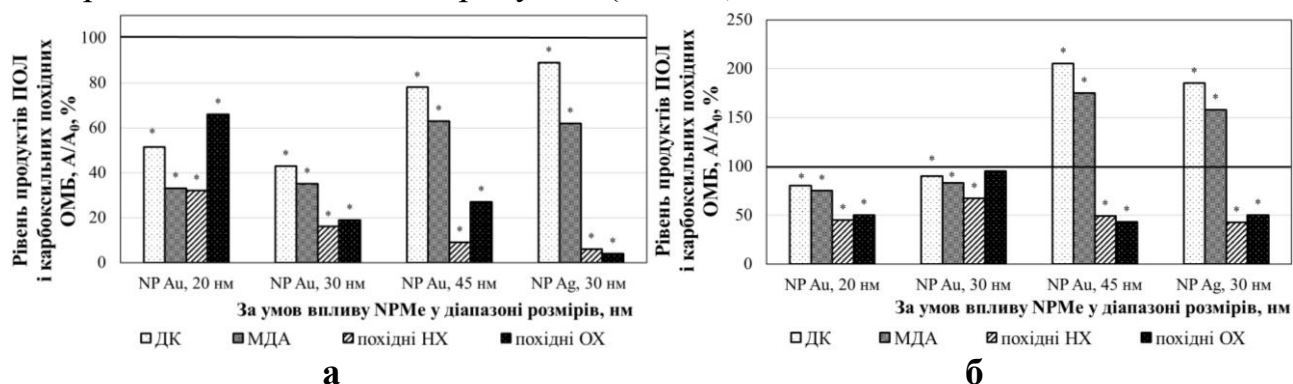 Рівень продуктів ПОЛ
і карбоксильних похідних
ОМБ, А/А₀, %
100
80
60
40
20
0
* * * *
* * * *
* * * *
* * * *
NP Au, 20 нм NP Au, 30 нм NP Au, 45 нм NP Ag, 30 нм
За умов впливу NPMe у діапазоні розмірів, нм
ДК МДА похідні НХ похідні ОХ
а
Рівень продуктів ПОЛ
і карбоксильних похідних
ОМБ, А/А₀, %
250
200
150
100
50
0
* * * *
* * *
* * * *
* * * *
NP Au, 20 нм NP Au, 30 нм NP Au, 45 нм NP Ag, 30 нм
За умов впливу NPMe у діапазоні розмірів, нм
ДК МДА похідні НХ похідні ОХ
б